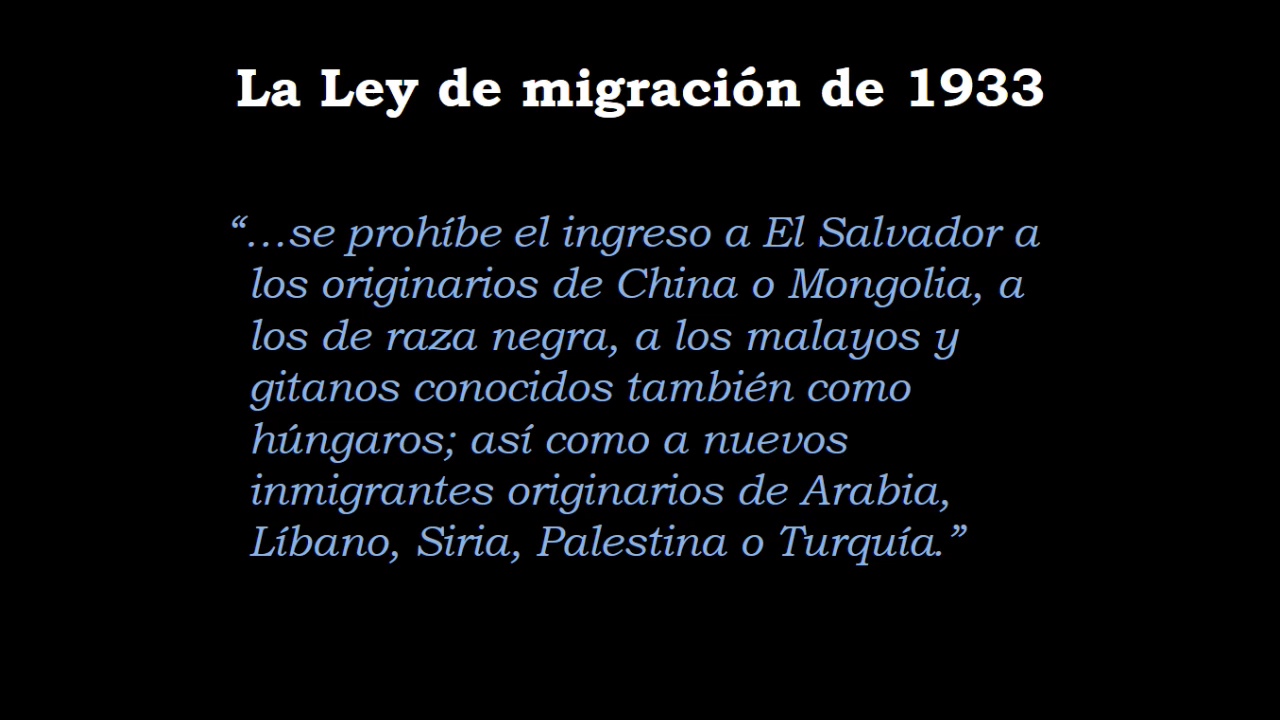 La Ley de migración de 1933
“…se prohíbe el ingreso a El Salvador a
los originarios de China o Mongolia, a
los de raza negra, a los malayos y
gitanos conocidos también como
húngaros; así como a nuevos
inmigrantes originarios de Arabia,
Líbano, Siria, Palestina o Turquía.”